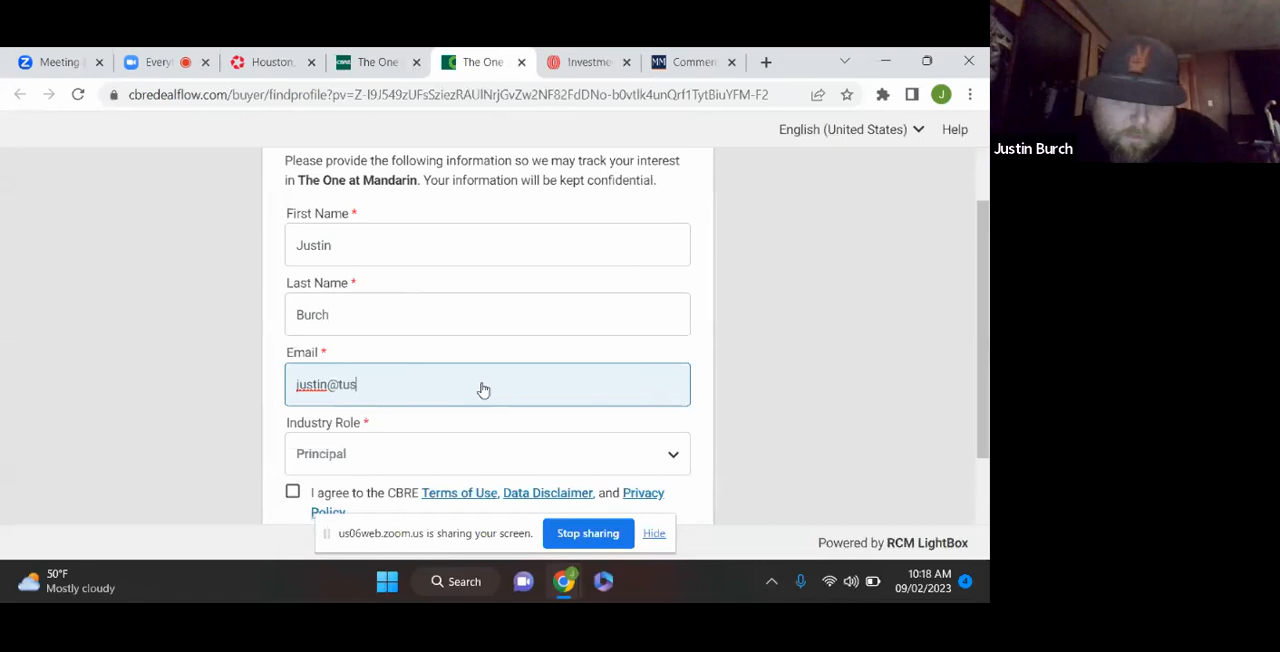 Meeting
Every
Houston,
The One
The One
Investme
Commer
cbredealflow.com/buyer/findprofile?pv=Z-I9J549zUFsSziezRAUlNrjGvZw2NF82FdDNo-b0vtlk4unQrf1TytBiuYFM-F2
J
English (United States)
Help
Please provide the following information so we may track your interest
in The One at Mandarin. Your information will be kept confidential.
First Name *
Justin
Last Name *
Burch
Email *
justin@tus
Industry Role *
Principal
I agree to the CBRE Terms of Use, Data Disclaimer, and Privacy
Policy
us06web.zoom.us is sharing your screen.
Stop sharing
Hide
Powered by RCM LightBox
50°F
Mostly cloudy
Search
10:18 AM
09/02/2023
4
Justin Burch